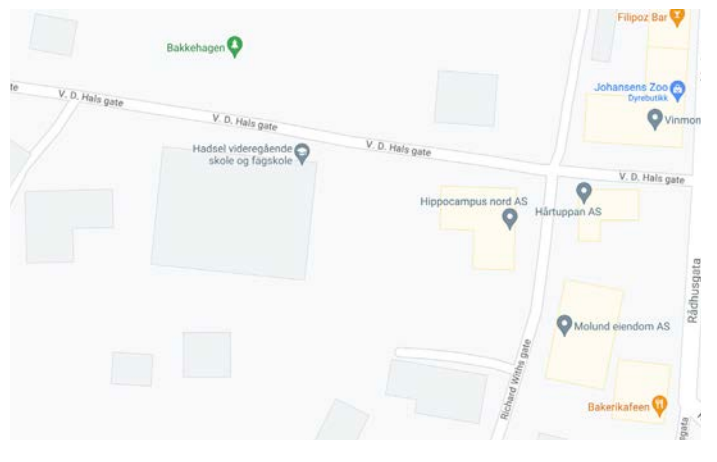 Filipoz Bar
Bakkehagen
Johansens Zoo
Dyrebutikk
V. D. Hals gate
V. D. Hals gate
Vinmon
Hadsel videregående
skole og fagskole
V. D. Hals gate
V. D. Hals gate
Hippocampus nord AS
Hårtuppan AS
Rådhusgata
Molund eiendom AS
Richard Withs gate
Bakerikafeen